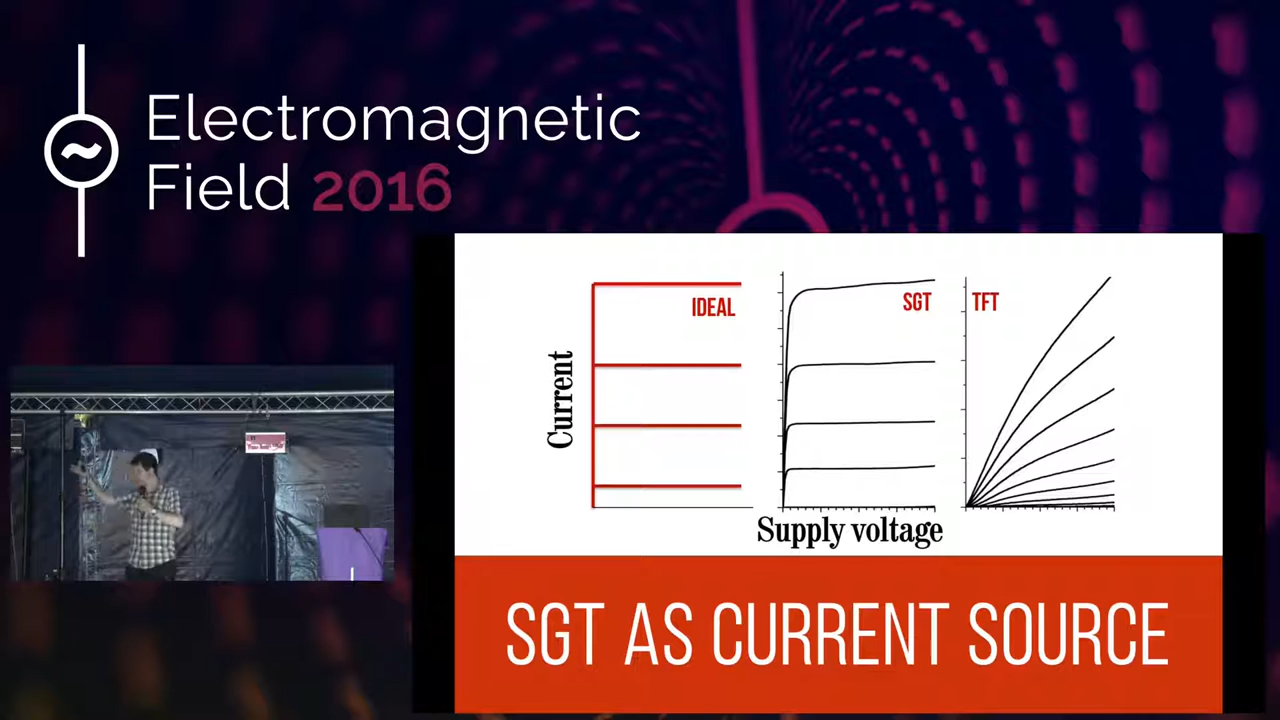 Electromagnetic
Field 2016
IDEAL
SGT
TFT
Current
Supply voltage
SGT AS CURRENT SOURCE